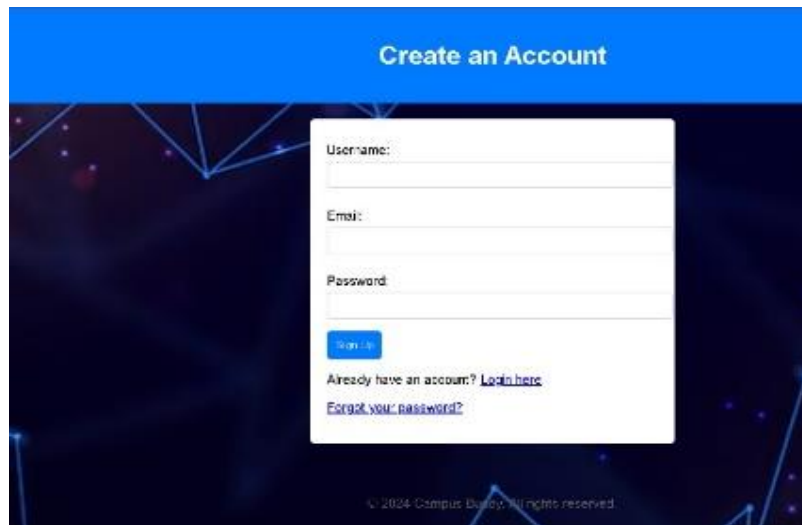 Create an Account
Username:
Email:
Password:
Sign Up
Already have an account? Login here
Forgot your password?
© 2024 Campus Buddy. All rights reserved.